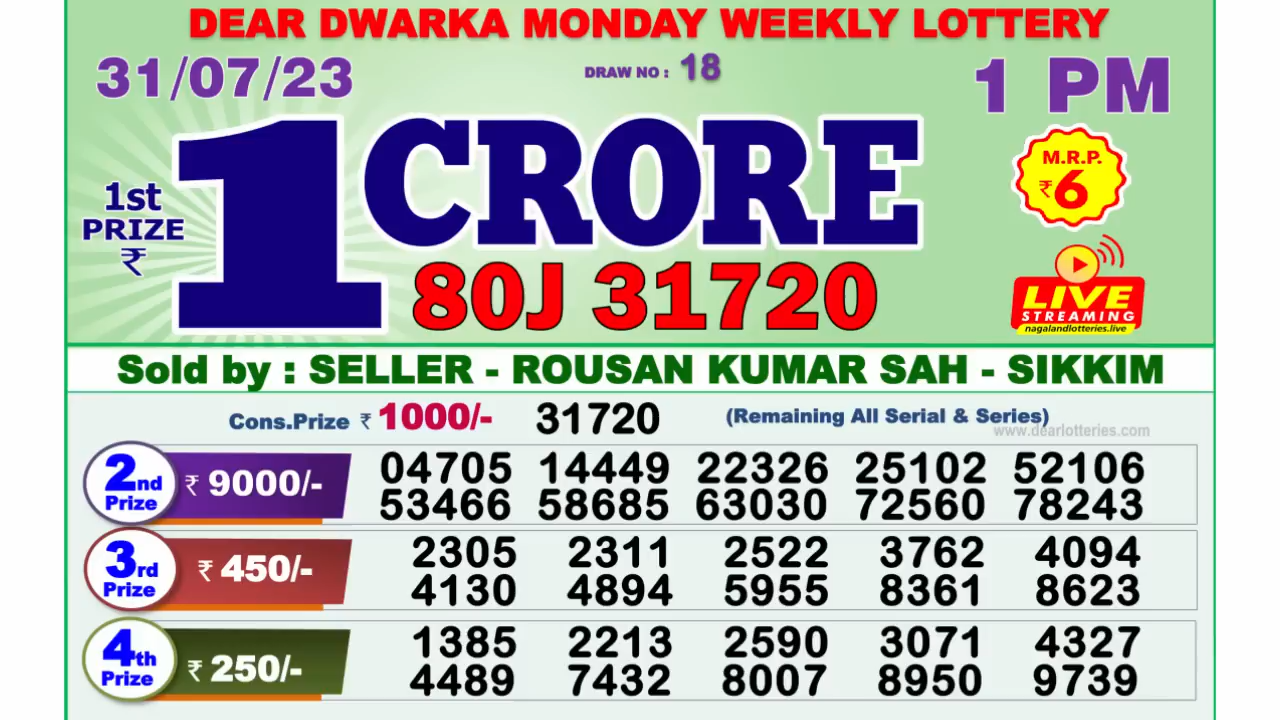 DEAR DWARKA MONDAY WEEKLY LOTTERY
31/07/23 DRAW NO : 18 1 PM
1st PRIZE ₹ 1 CRORE
M.R.P. ₹6
80J 31720
LIVE
STREAMING
nagalandlotteries.live
Sold by : SELLER - ROUSAN KUMAR SAH - SIKKIM
Cons.Prize ₹ 1000/- 31720 (Remaining All Serial & Series)
www.dearlotteries.com
2nd Prize ₹ 9000/-
04705 14449 22326 25102 52106
53466 58685 63030 72560 78243
3rd Prize ₹ 450/-
2305 2311 2522 3762 4094
4130 4894 5955 8361 8623
4th Prize ₹ 250/-
1385 2213 2590 3071 4327
4489 7432 8007 8950 9739